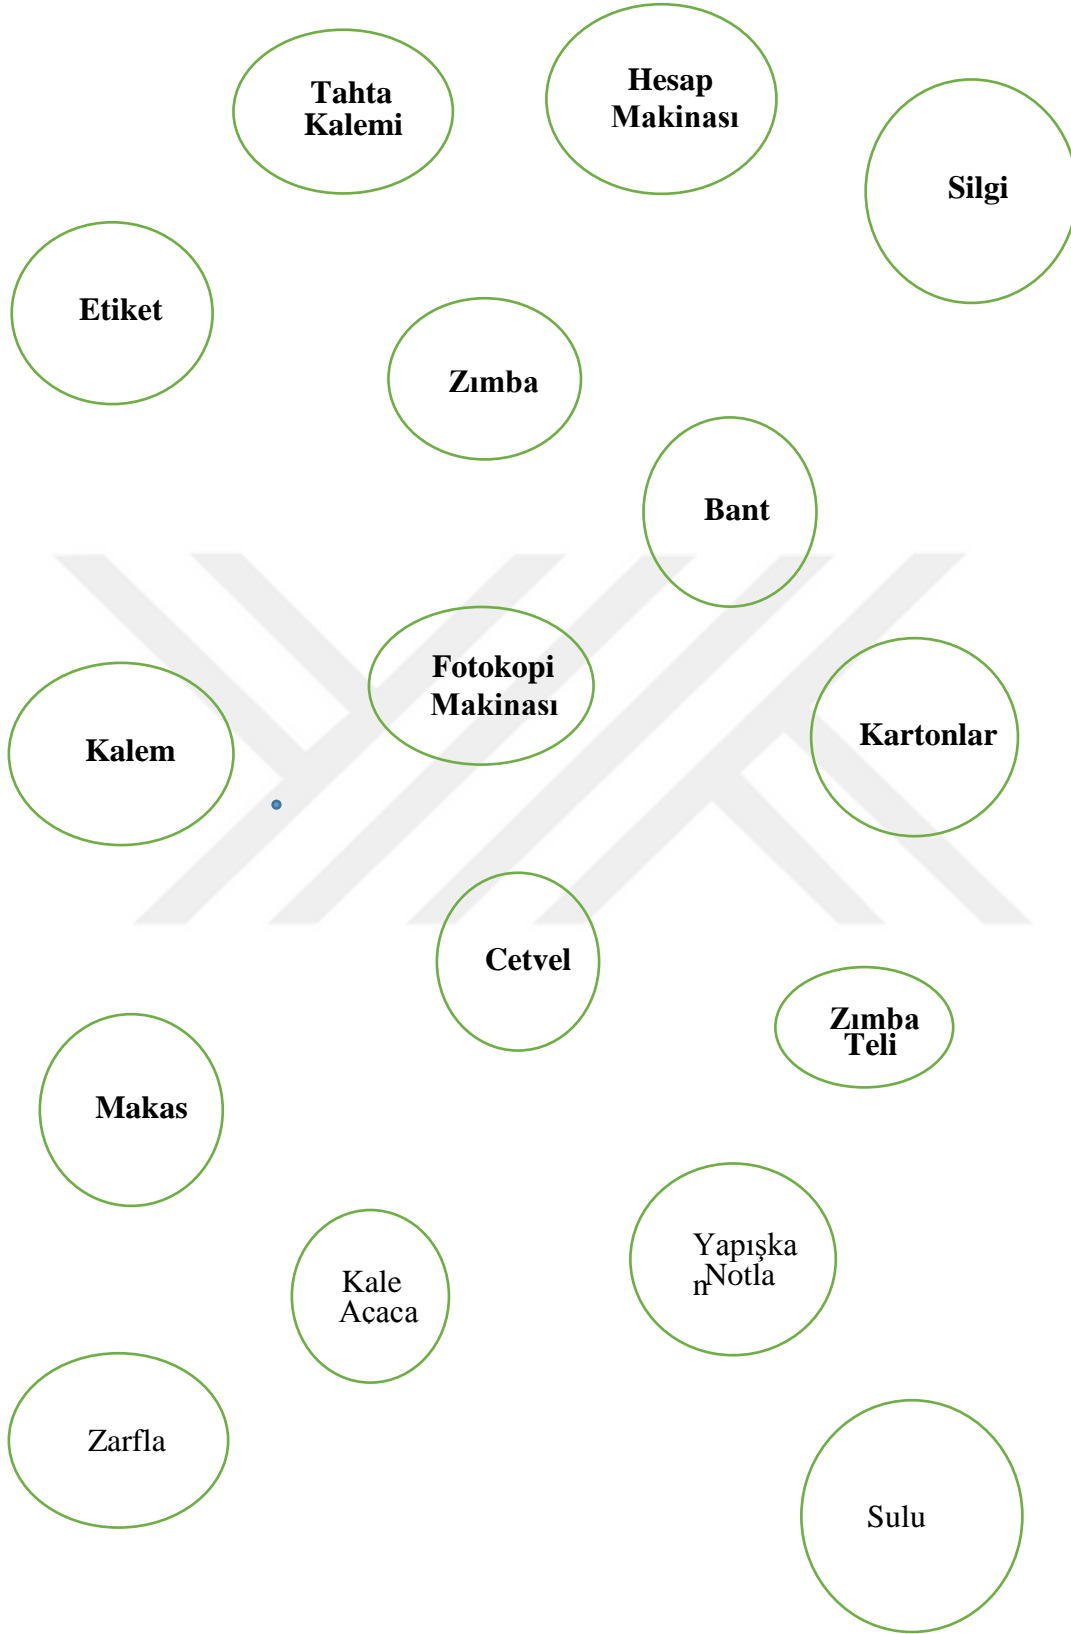 Tahta
Kalemi
Hesap
Makinası
Silgi
Etiket
Zımba
Bant
Fotokopi
Makinası
Kalem
Kartonlar
Cetvel
Zımba
Teli
Makas
Yapışka
nNotla
Kale
Açaca
Zarfla
Sulu